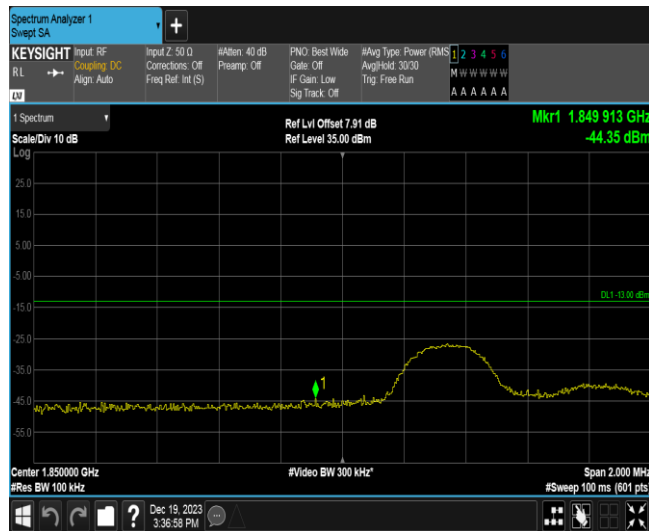 Spectrum Analyzer 1
Swept SA
+
KEYSIGHT
RL
LXI
Input: RF
Coupling: DC
Align: Auto
Input Z: 50 Ω
Corrections: Off
Freq Ref: Int (S)
#Atten: 40 dB
Preamp: Off
PNO: Best Wide
Gate: Off
IF Gain: Low
Sig Track: Off
#Avg Type: Power (RMS
Avg|Hold: 30/30
Trig: Free Run
1 2 3 4 5 6
M W W W W W
A A A A A A
1 Spectrum
Scale/Div 10 dB
Ref Lvl Offset 7.91 dB
Ref Level 35.00 dBm
Mkr1 1.849 913 GHz
-44.35 dBm
Log
25.0
15.0
5.00
-5.00
DL1 -13.00 dBm
-15.0
-25.0
-35.0
1
-45.0
-55.0
Center 1.850000 GHz
#Res BW 100 kHz
#Video BW 300 kHz*
Span 2.000 MHz
#Sweep 100 ms (601 pts)
?
Dec 19, 2023
3:36:58 PM